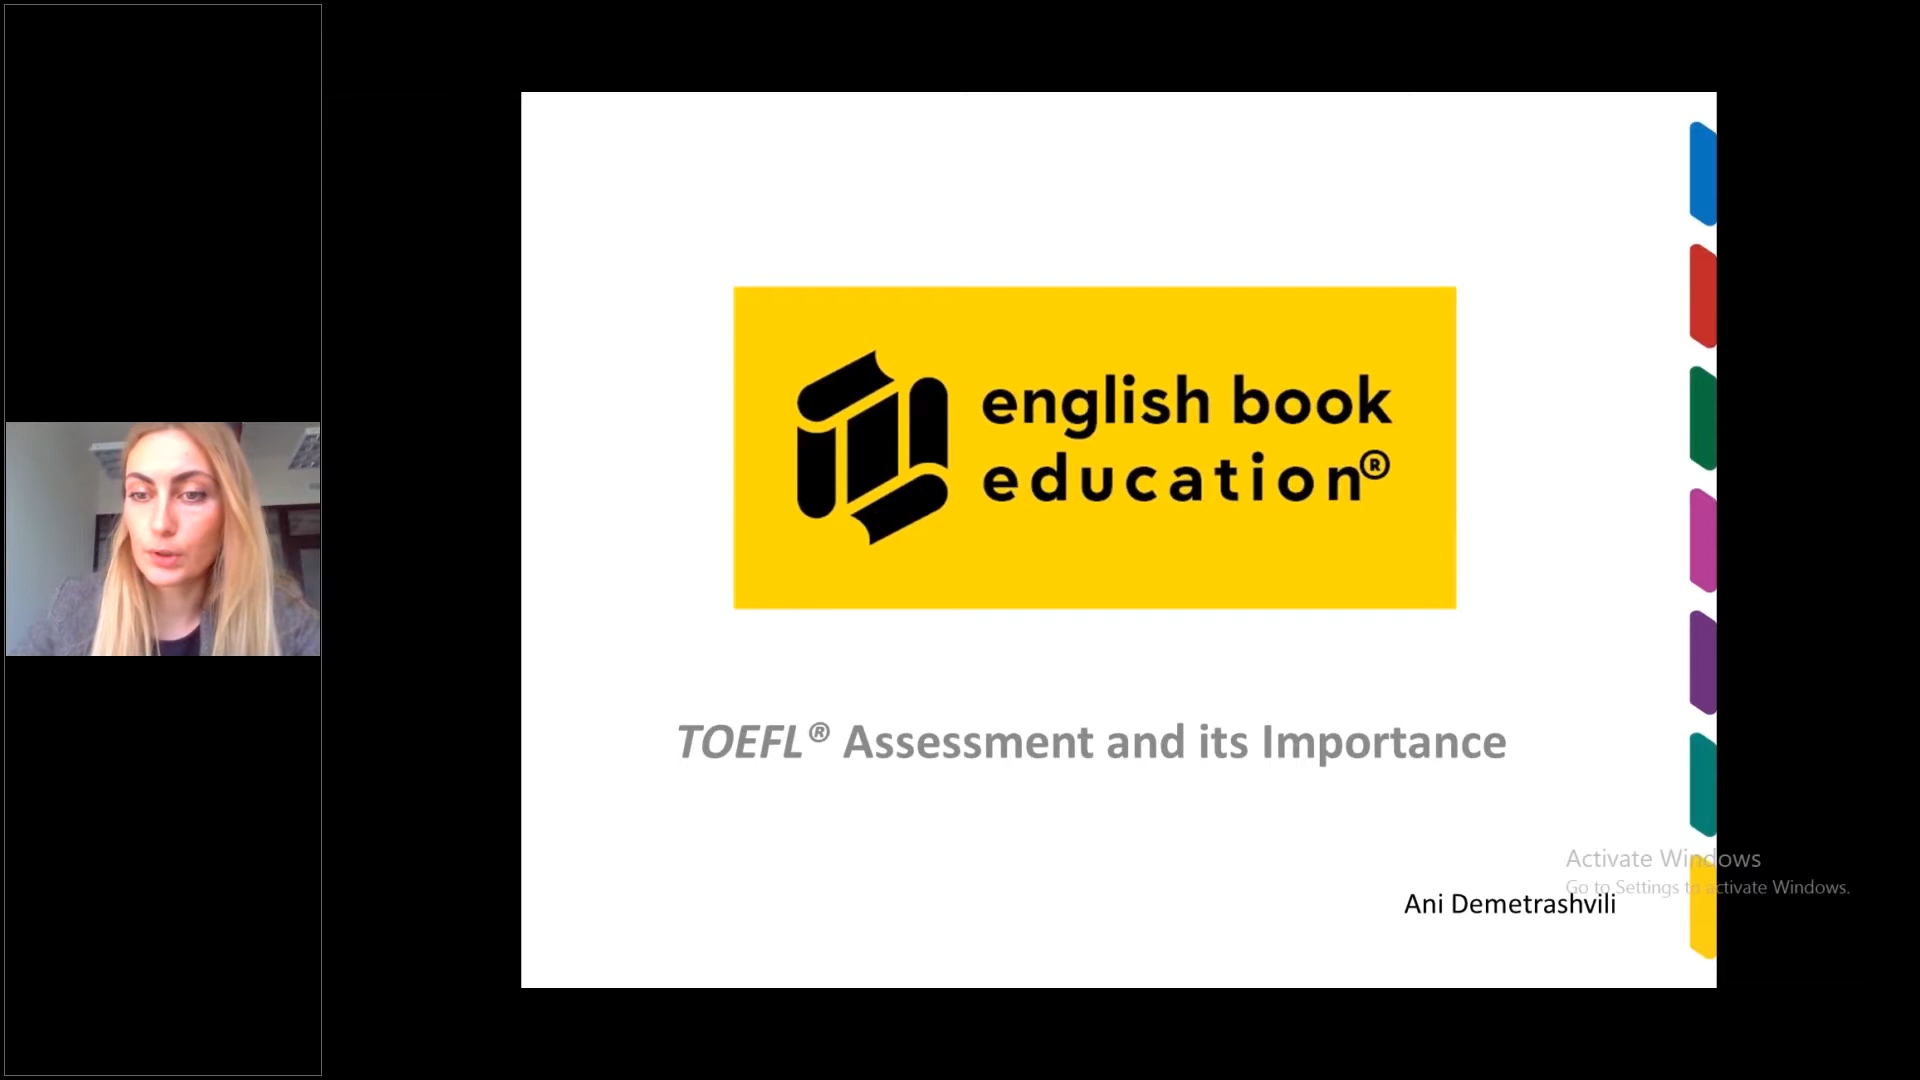 english book
education®
TOEFL® Assessment and its Importance
Activate Windows
Go to Settings to activate Windows.
Ani Demetrashvili